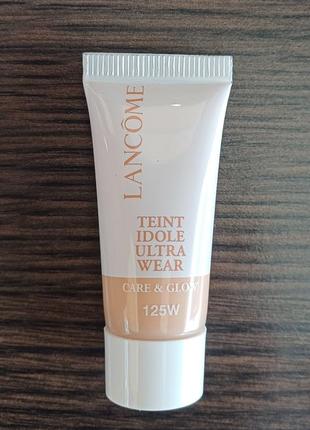 LANCÔME
TEINT
IDOLE
ULTRA
WEAR
CARE & GLOW
125W